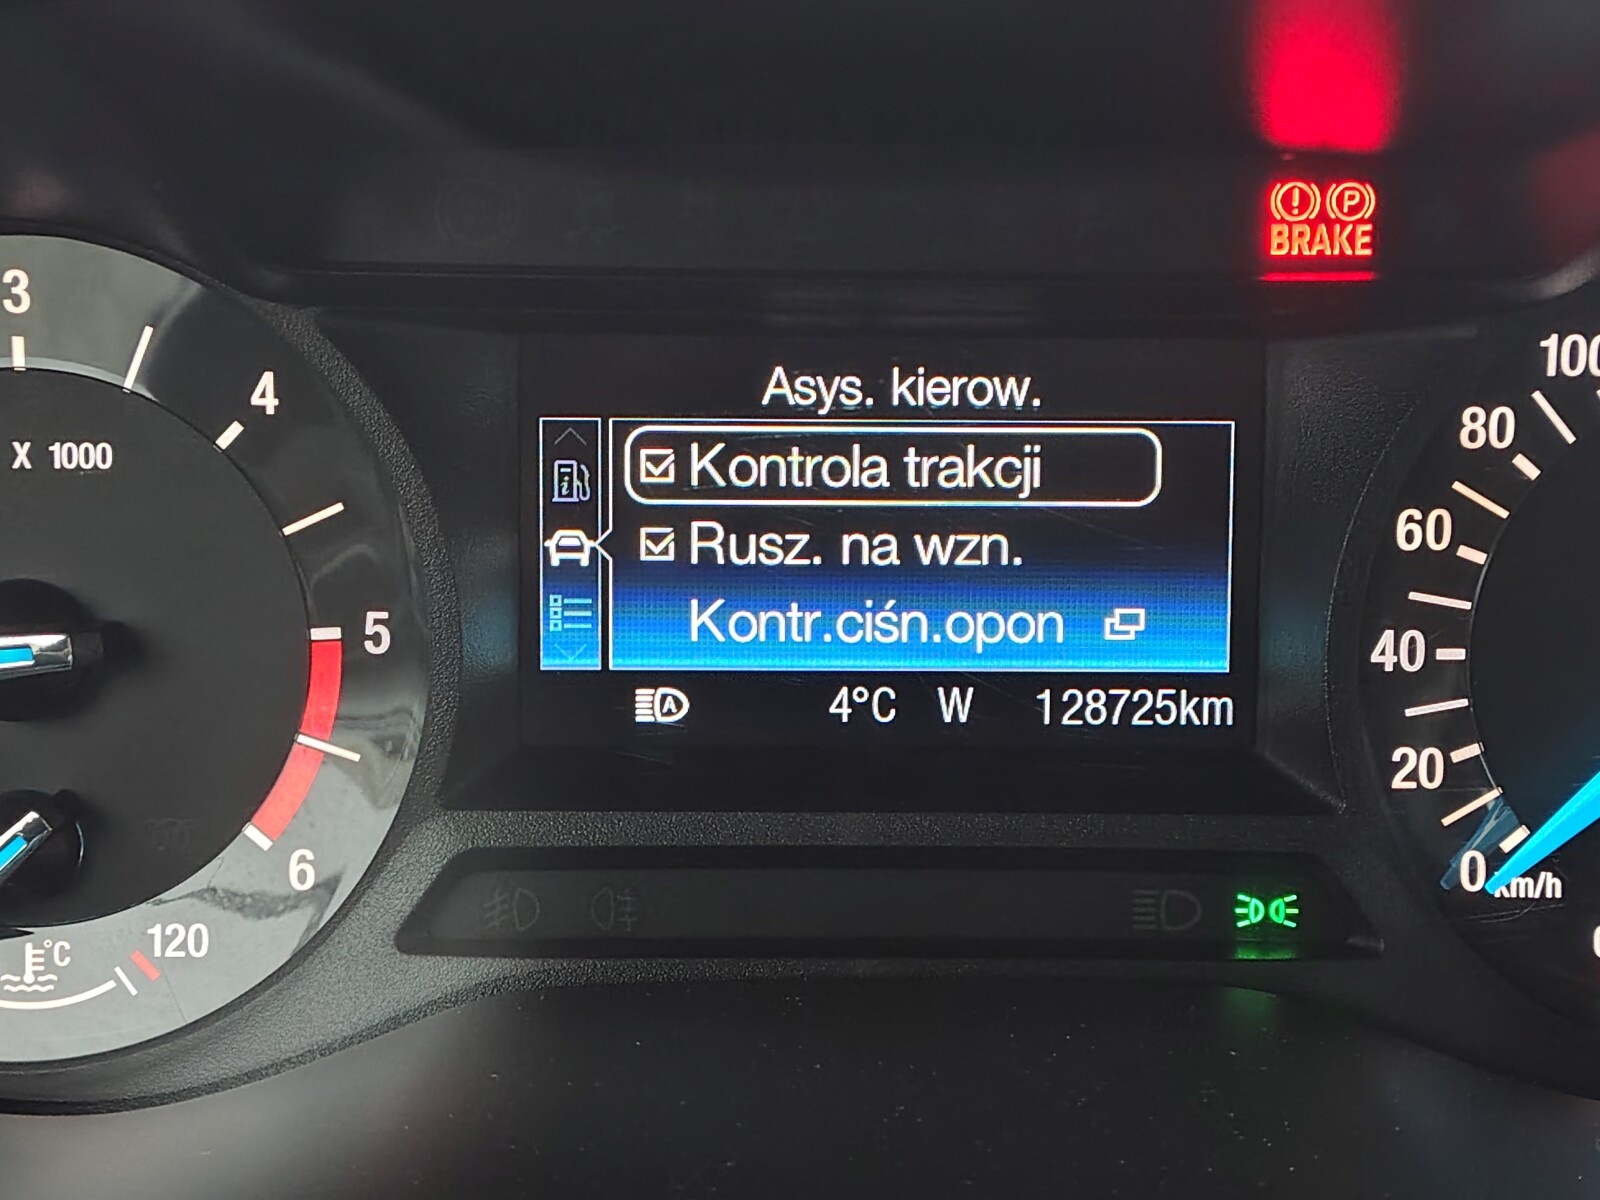 BRAKE
3
4
X 1000
5
6
°C
120
Asys. kierow.
Kontrola trakcji
Rusz. na wzn.
Kontr.ciśn.opon
4°C W 128725km
100
80
60
40
20
0
km/h